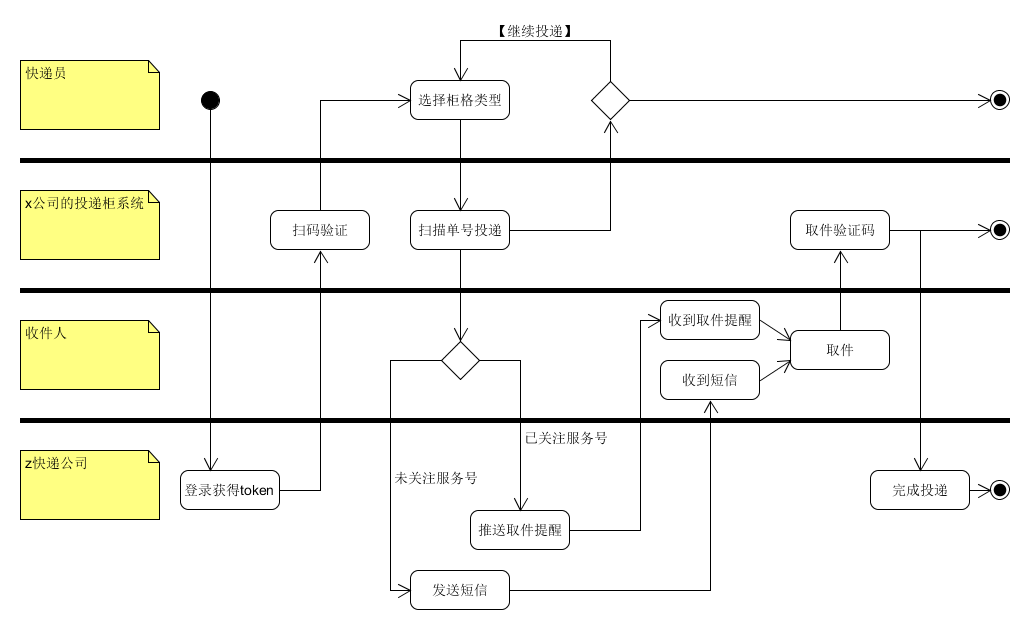 【继续投递】
快递员
选择柜格类型
x公司的投递柜系统
扫码验证
扫描单号投递
取件验证码
收件人
收到取件提醒
取件
收到短信
已关注服务号
z快递公司
未关注服务号
登录获得token
完成投递
推送取件提醒
发送短信